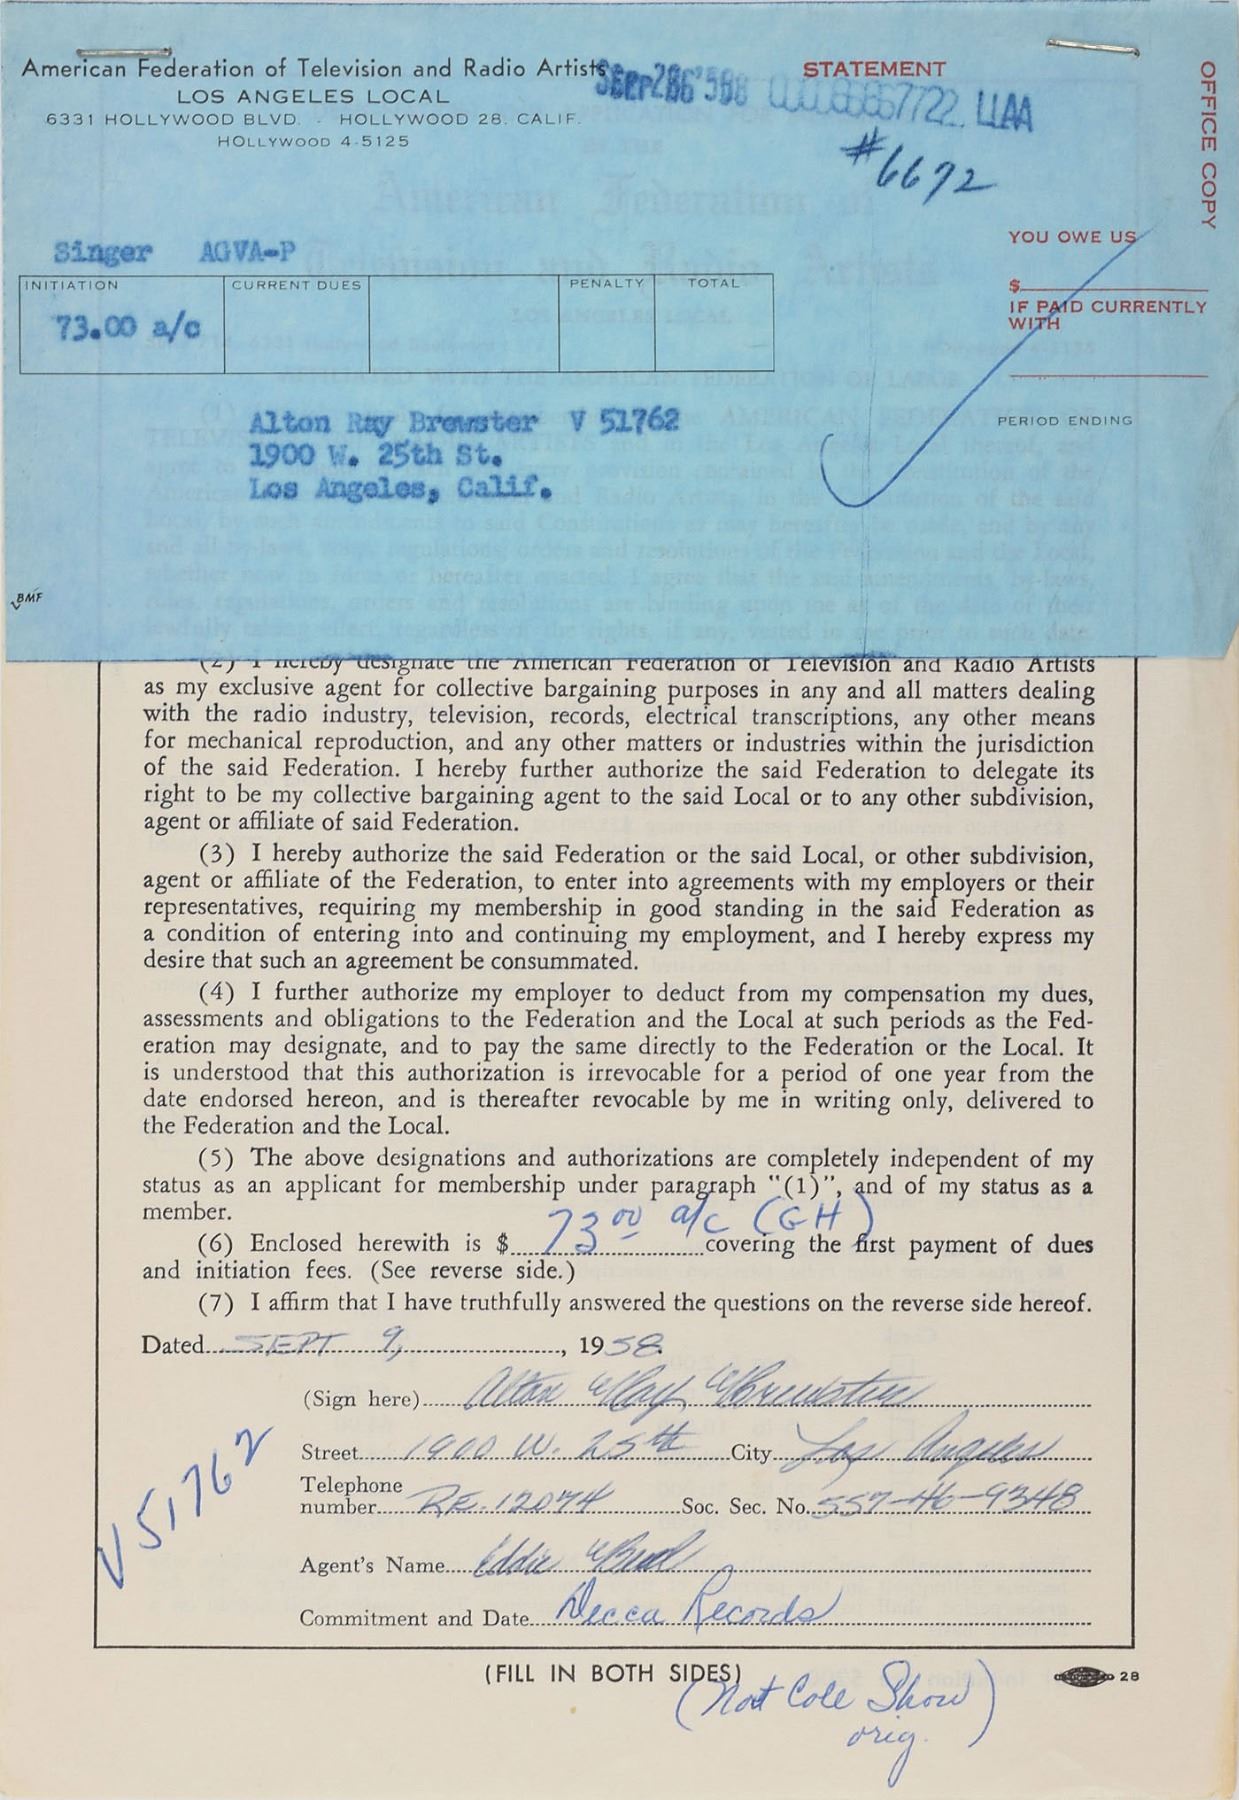 American Federation of Television and Radio Artists
LOS ANGELES LOCAL
6331 HOLLYWOOD BLVD. - HOLLYWOOD 28, CALIF.
HOLLYWOOD 4-5125
STATEMENT
OFFICE COPY
#6672
YOU OWE US
$
IF PAID CURRENTLY
WITH
PERIOD ENDING
Singer AGVA-P
INITIATION CURRENT DUES PENALTY TOTAL
73.00 a/c
Alton Ray Brewster V 51762
1900 W. 25th St.
Los Angeles, Calif.
BMF
(2) I hereby designate the American Federation of Television and Radio Artists
as my exclusive agent for collective bargaining purposes in any and all matters dealing
with the radio industry, television, records, electrical transcriptions, any other means
for mechanical reproduction, and any other matters or industries within the jurisdiction
of the said Federation. I hereby further authorize the said Federation to delegate its
right to be my collective bargaining agent to the said Local or to any other subdivision,
agent or affiliate of said Federation.
(3) I hereby authorize the said Federation or the said Local, or other subdivision,
agent or affiliate of the Federation, to enter into agreements with my employers or their
representatives, requiring my membership in good standing in the said Federation as
a condition of entering into and continuing my employment, and I hereby express my
desire that such an agreement be consummated.
(4) I further authorize my employer to deduct from my compensation my dues,
assessments and obligations to the Federation and the Local at such periods as the Fed-
eration may designate, and to pay the same directly to the Federation or the Local. It
is understood that this authorization is irrevocable for a period of one year from the
date endorsed hereon, and is thereafter revocable by me in writing only, delivered to
the Federation and the Local.
(5) The above designations and authorizations are completely independent of my
status as an applicant for membership under paragraph "(1)", and of my status as a
member.
(6) Enclosed herewith is $ 73 00 a/c (GH) covering the first payment of dues
and initiation fees. (See reverse side.)
(7) I affirm that I have truthfully answered the questions on the reverse side hereof.
Dated SEPT 9, 1958
(Sign here) Alton Ray Brewster
Street 1900 W. 25th City Los Angeles
Telephone
number RE. 12074 Soc. Sec. No. 557-46-9348
V 51762
Agent's Name Eddie
Commitment and Date Decca Records
(FILL IN BOTH SIDES)
28
(Nat Cole Show)
orig.